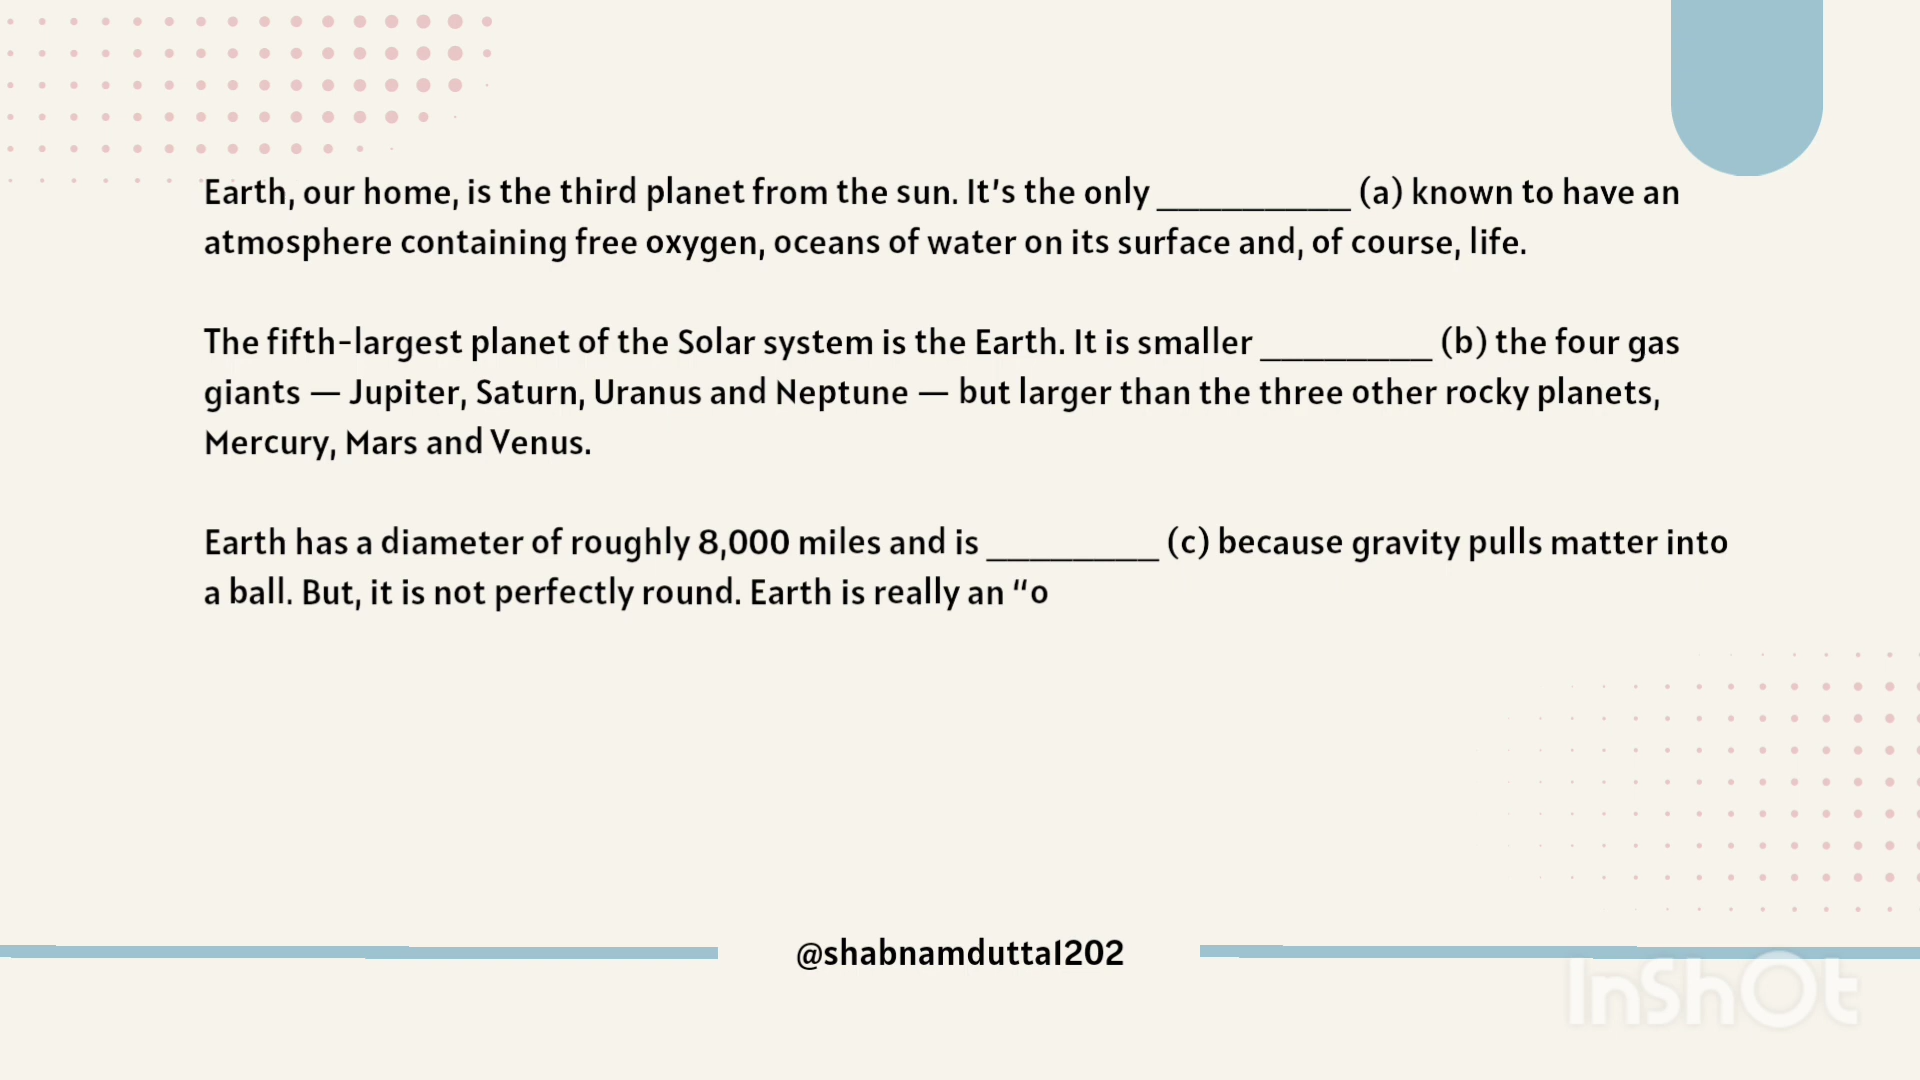 Earth, our home, is the third planet from the sun. It's the only _________ (a) known to have an
atmosphere containing free oxygen, oceans of water on its surface and, of course, life.
The fifth-largest planet of the Solar system is the Earth. It is smaller ________ (b) the four gas
giants — Jupiter, Saturn, Uranus and Neptune — but larger than the three other rocky planets,
Mercury, Mars and Venus.
Earth has a diameter of roughly 8,000 miles and is ________ (c) because gravity pulls matter into
a ball. But, it is not perfectly round. Earth is really an “o
@shabnamdutta1202
InShOt